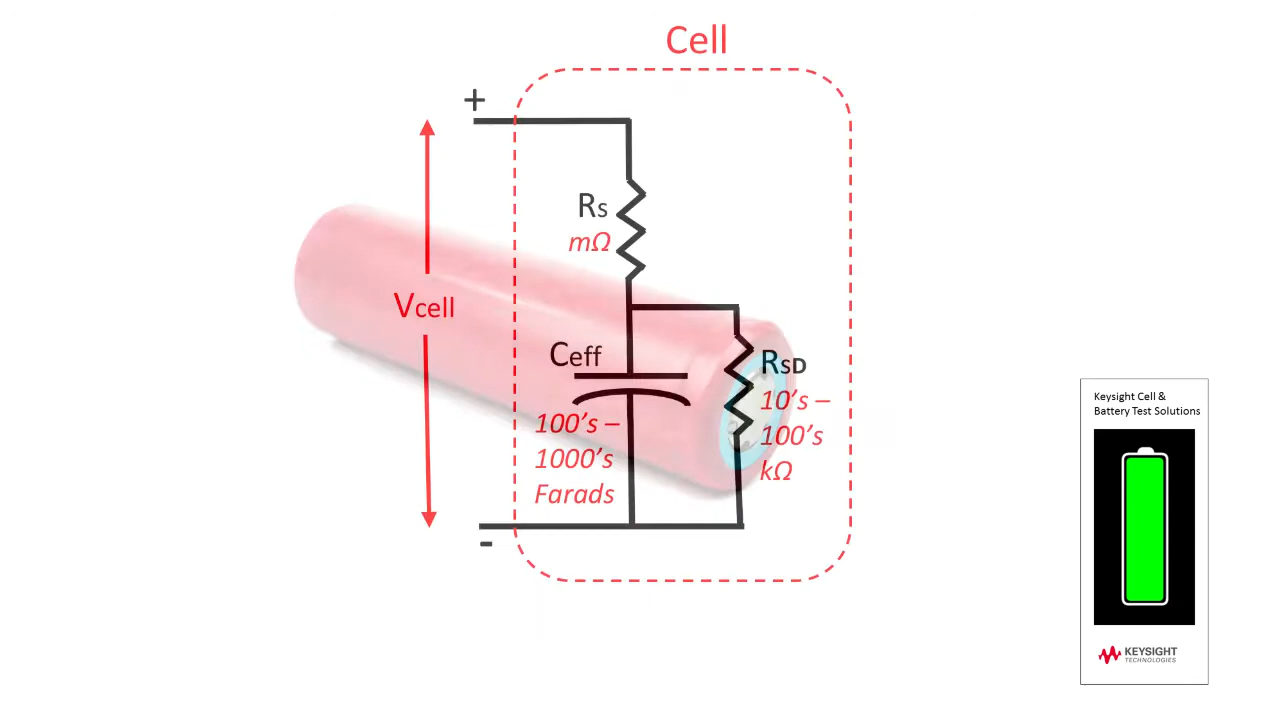 Cell
+
Rs
mΩ
Vcell
Ceff
100's –
1000's
Farads
RSD
10's –
100's
kΩ
-
Keysight Cell &
Battery Test Solutions
KEYSIGHT
TECHNOLOGIES